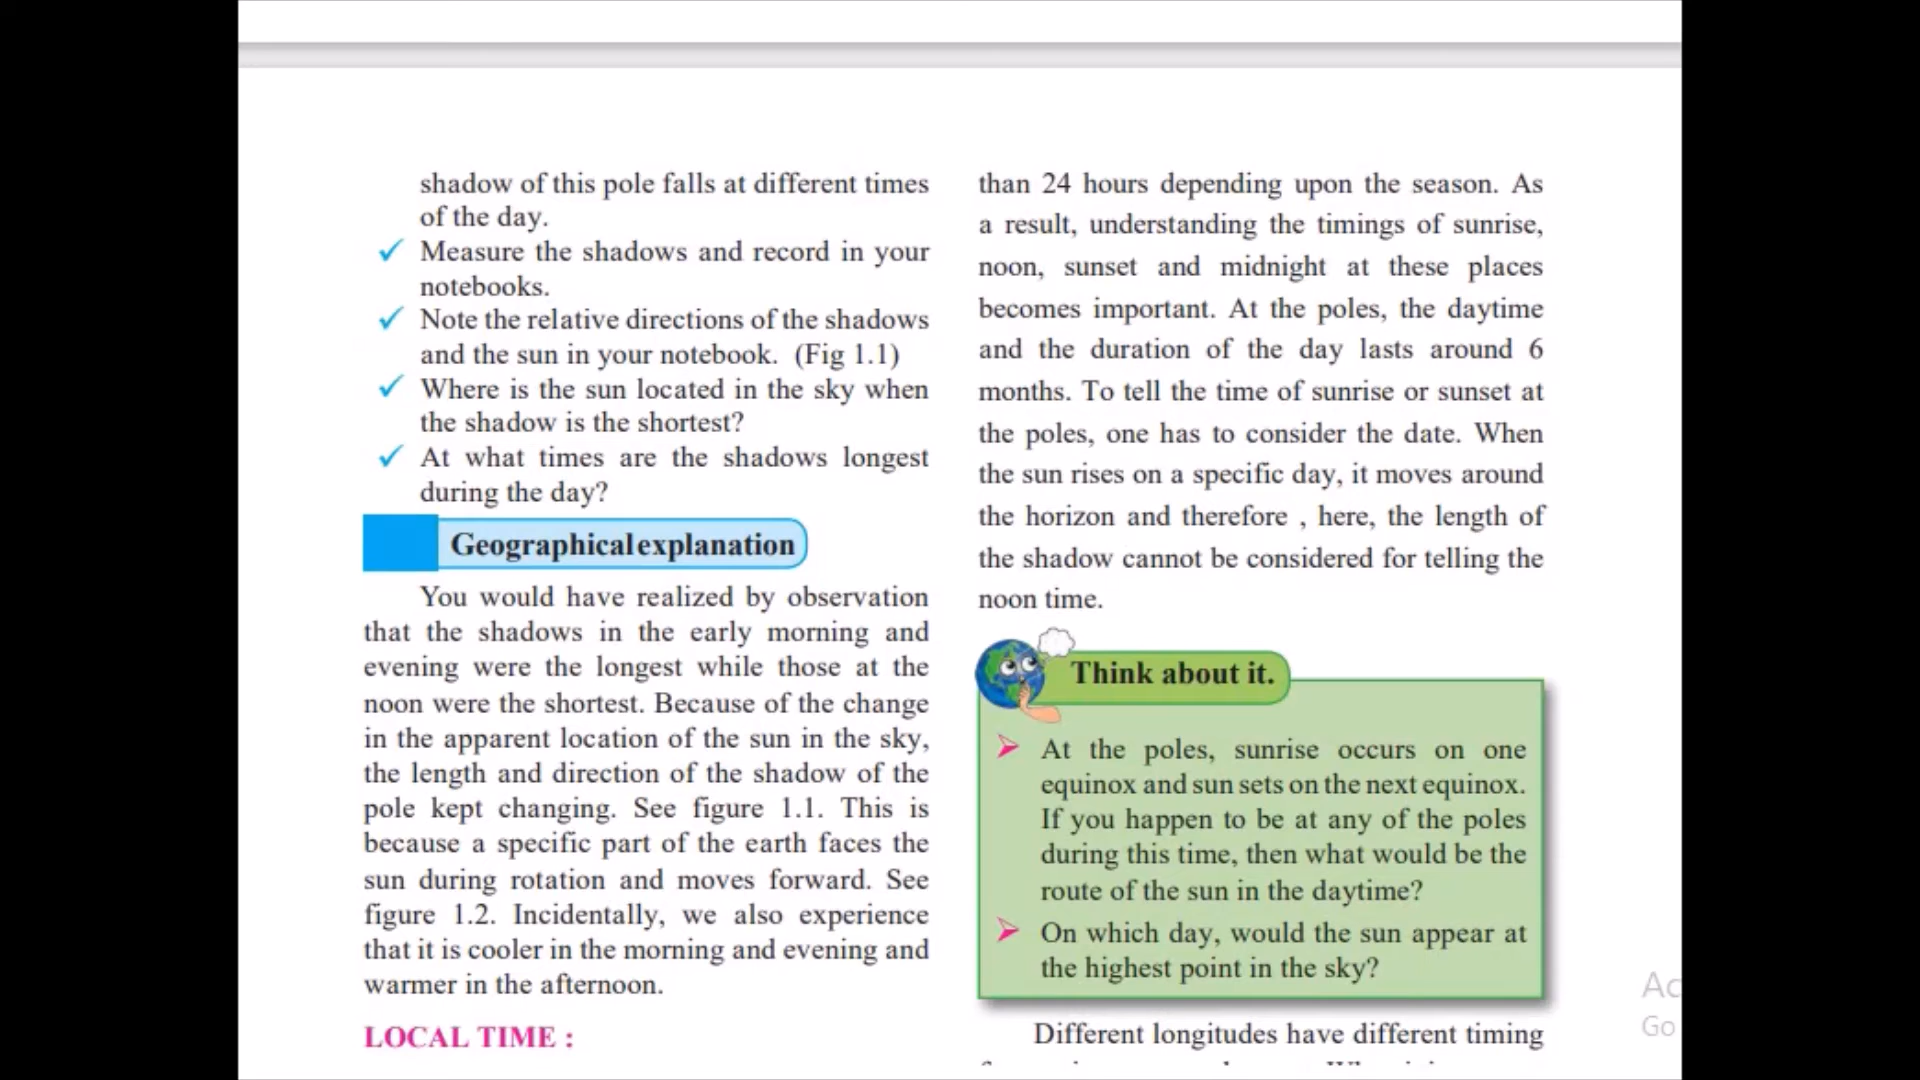 shadow of this pole falls at different times
of the day.
Measure the shadows and record in your
notebooks.
Note the relative directions of the shadows
and the sun in your notebook. (Fig 1.1)
Where is the sun located in the sky when
the shadow is the shortest?
At what times are the shadows longest
during the day?
Geographical explanation
You would have realized by observation
that the shadows in the early morning and
evening were the longest while those at the
noon were the shortest. Because of the change
in the apparent location of the sun in the sky,
the length and direction of the shadow of the
pole kept changing. See figure 1.1. This is
because a specific part of the earth faces the
sun during rotation and moves forward. See
figure 1.2. Incidentally, we also experience
that it is cooler in the morning and evening and
warmer in the afternoon.
LOCAL TIME :
than 24 hours depending upon the season. As
a result, understanding the timings of sunrise,
noon, sunset and midnight at these places
becomes important. At the poles, the daytime
and the duration of the day lasts around 6
months. To tell the time of sunrise or sunset at
the poles, one has to consider the date. When
the sun rises on a specific day, it moves around
the horizon and therefore , here, the length of
the shadow cannot be considered for telling the
noon time.
Think about it.
At the poles, sunrise occurs on one
equinox and sun sets on the next equinox.
If you happen to be at any of the poles
during this time, then what would be the
route of the sun in the daytime?
On which day, would the sun appear at
the highest point in the sky?
Different longitudes have different timing
Ac
Go